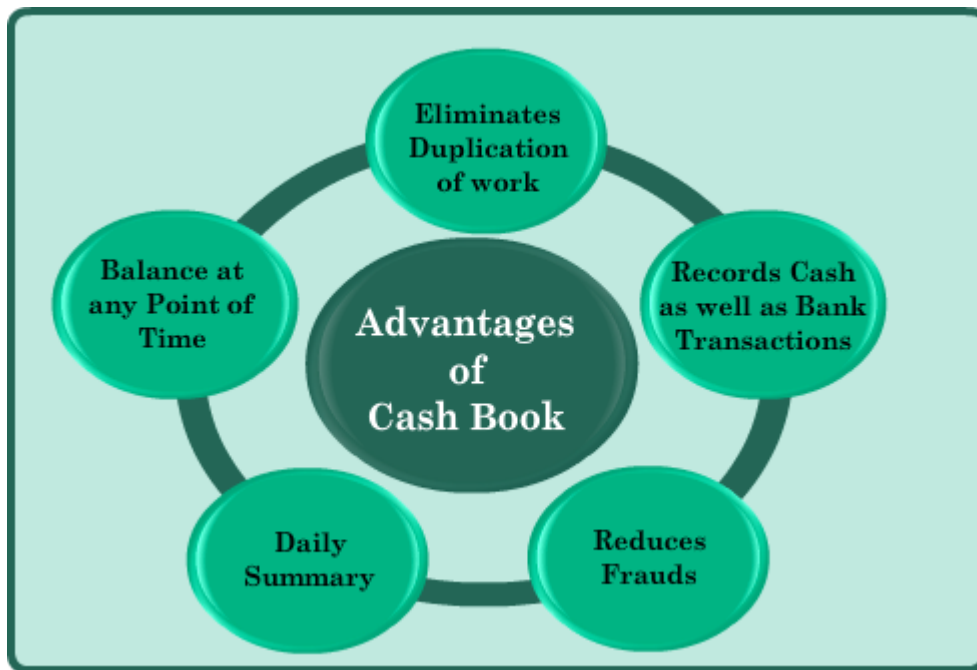 Eliminates
Duplication
of work
Balance at
any Point of
Time
Records Cash
as well as Bank
Transactions
Advantages
of
Cash Book
Daily
Summary
Reduces
Frauds